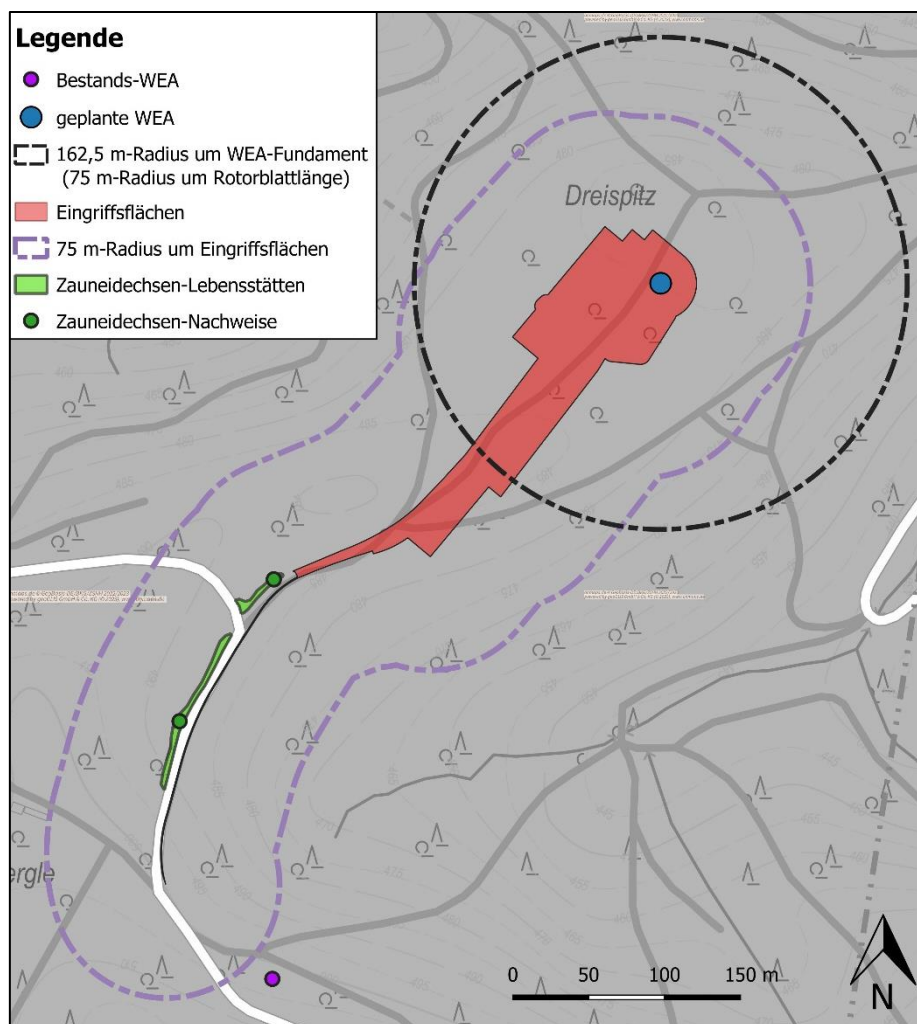 Legende
Bestands-WEA
geplante WEA
162,5 m-Radius um WEA-Fundament
(75 m-Radius um Rotorblattlänge)
Eingriffsflächen
75 m-Radius um Eingriffsflächen
Zauneidechsen-Lebensstätten
Zauneidechsen-Nachweise
Dreispitz
ergle
0 50 100 150 m
N